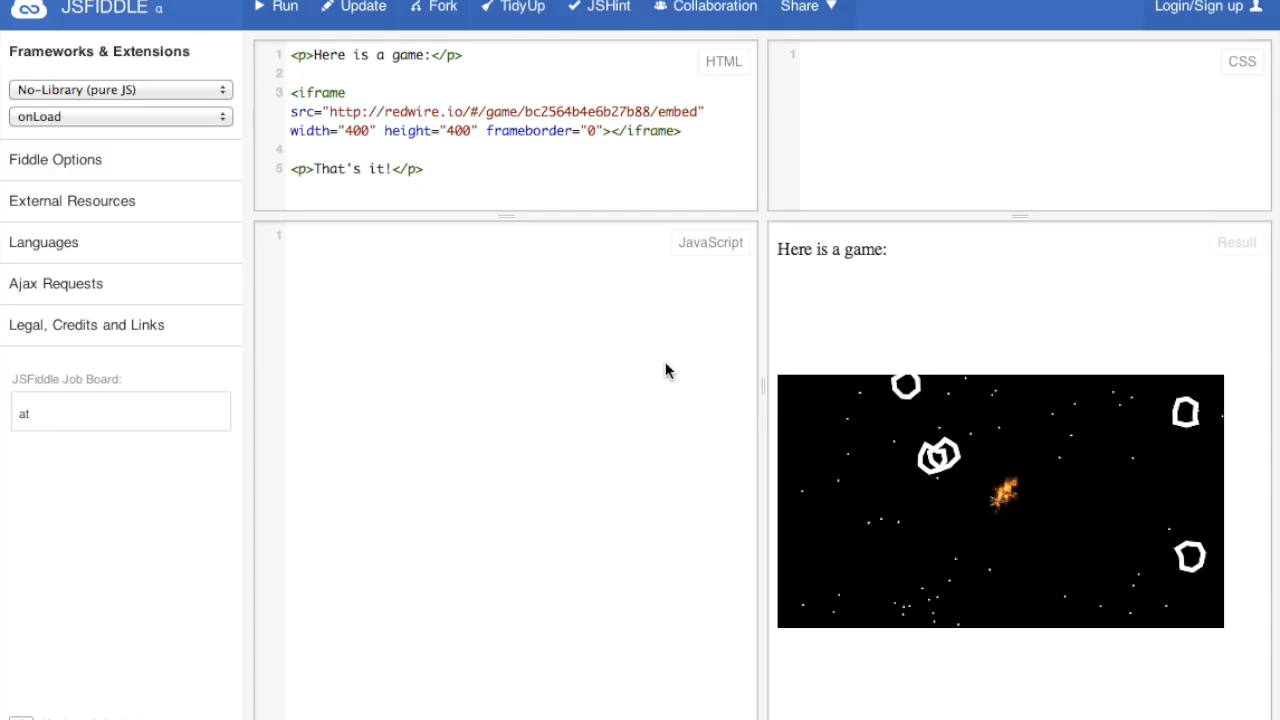 JSFIDDLE α
Run Update Fork TidyUp JSHint Collaboration Share Login/Sign up
Frameworks & Extensions
No-Library (pure JS)
onLoad
Fiddle Options
External Resources
Languages
Ajax Requests
Legal, Credits and Links
JSFiddle Job Board:
at
1 <p>Here is a game:</p>
2
3 <iframe
src="http://redwire.io/#/game/bc2564b4e6b27b88/embed"
width="400" height="400" frameborder="0"></iframe>
4
5 <p>That's it!</p>
HTML
1
CSS
1
JavaScript
Here is a game:
Result